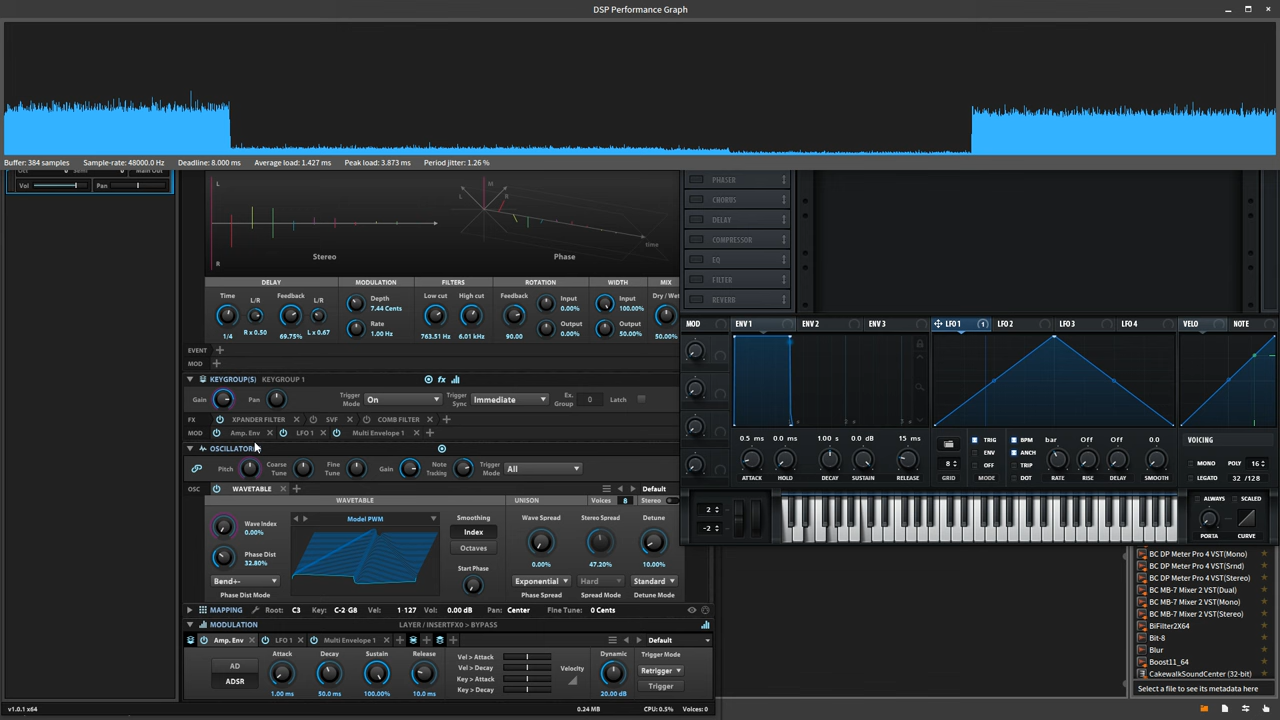 DSP Performance Graph
Buffer: 384 samples Sample-rate: 48000.0 Hz Deadline: 8.000 ms Average load: 1.427 ms Peak load: 3.873 ms Period jitter: 1.26 %
Vol Pan
L
R
Stereo
M
L R
time
Phase
DELAY MODULATION FILTERS ROTATION WIDTH MIX
Time L/R Feedback L/R Depth 7.44 Cents Low cut High cut Feedback Input 0.00% Input 100.00% Dry/Wet
1/4 R x 0.50 69.75% L x 0.67 Rate 1.00 Hz 763.51 Hz 6.01 kHz 90.00 Output 0.00% Output 50.00% 50.00%
EVENT
MOD
KEYGROUP(S) KEYGROUP 1
Gain Pan Trigger Mode On Trigger Sync Immediate Ex. Group 0 Latch
FX XPANDER FILTER SVF COMB FILTER
MOD Amp. Env LFO 1 Multi Envelope 1
OSCILLATORS
Pitch Coarse Tune Fine Tune Gain Note Tracking Trigger Mode All
OSC WAVETABLE Default
WAVETABLE UNISON Voices 8 Stereo
Wave Index 0.00%
Phase Dist 32.80%
Bend+-
Phase Dist Mode
Model PWM
Smoothing
Index
Octaves
Start Phase
Wave Spread Stereo Spread Detune
0.00% 47.20% 10.00%
Exponential Hard Standard
Phase Spread Spread Mode Detune Mode
MAPPING Root: C3 Key: C-2 G8 Vel: 1 127 Vol: 0.00 dB Pan: Center Fine Tune: 0 Cents
MODULATION LAYER / INSERTFX0 > BYPASS
Amp. Env LFO 1 Multi Envelope 1 Default
AD
ADSR
Attack Decay Sustain Release
1.00 ms 50.0 ms 100.00% 10.0 ms
Vel > Attack
Vel > Decay
Key > Attack
Key > Decay
Velocity
Dynamic
20.00 dB
Trigger Mode
Retrigger
Trigger
v1.0.1 x64 0.24 MB CPU: 0.5% Voices: 0
PHASER
CHORUS
DELAY
COMPRESSOR
EQ
FILTER
REVERB
MOD ENV 1 ENV 2 ENV 3 LFO 1 1 LFO 2 LFO 3 LFO 4 VELO NOTE
0.5 ms 0.0 ms 1.00 s 0.0 dB 15 ms
ATTACK HOLD DECAY SUSTAIN RELEASE
8
GRID
TRIG
ENV
OFF
MODE
BPM
ANCH
TRIP
DOT
bar Off Off 0.0
RATE RISE DELAY SMOOTH
VOICING
MONO POLY 16
LEGATO 32 /128
ALWAYS SCALED
PORTA CURVE
2
-2
BC DP Meter Pro 4 VST(Mono)
BC DP Meter Pro 4 VST(Srnd)
BC DP Meter Pro 4 VST(Stereo)
BC MB-7 Mixer 2 VST(Dual)
BC MB-7 Mixer 2 VST(Mono)
BC MB-7 Mixer 2 VST(Stereo)
BiFilter2X64
Bit-8
Blur
Boost11_64
CakewalkSoundCenter (32-bit)
Select a file to see its metadata here